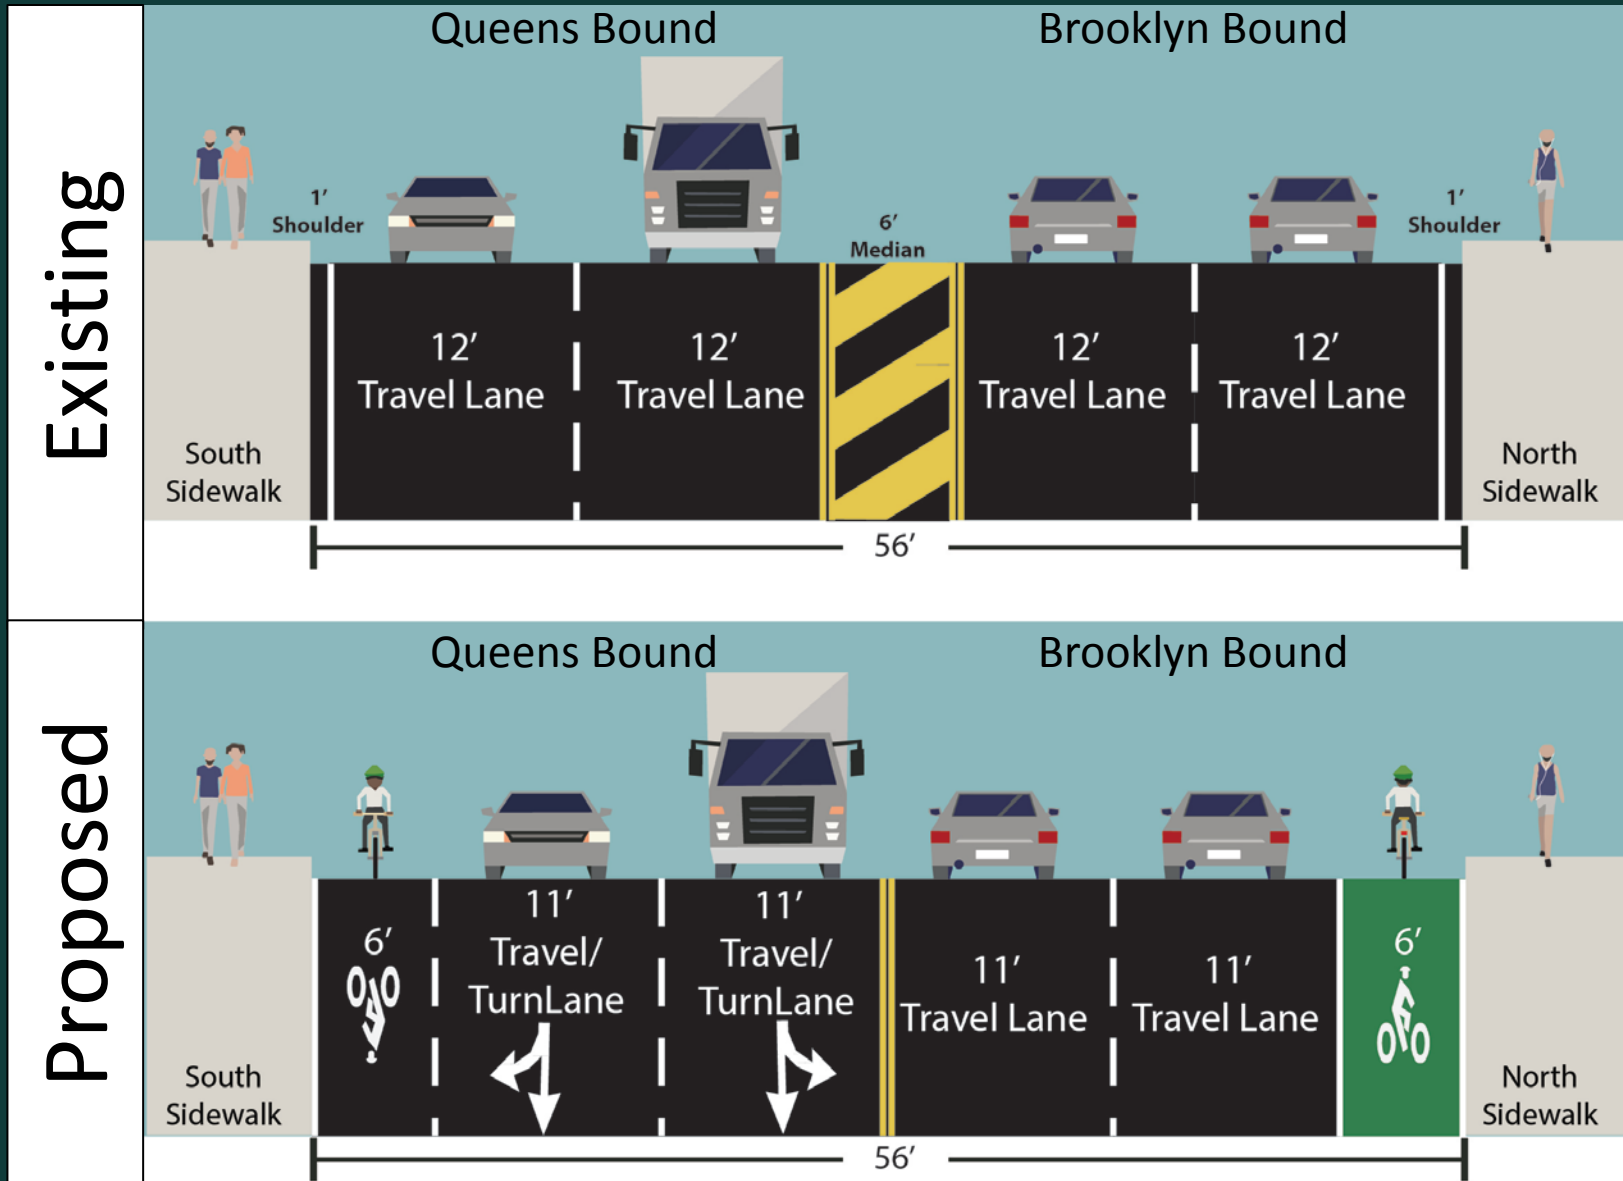 Existing
Queens Bound
Brooklyn Bound
1’
Shoulder
6’
Median
1’
Shoulder
12’
Travel Lane
12’
Travel Lane
12’
Travel Lane
12’
Travel Lane
South
Sidewalk
North
Sidewalk
56’
Proposed
Queens Bound
Brooklyn Bound
6’
11’
Travel/
TurnLane
11’
Travel/
TurnLane
11’
Travel Lane
11’
Travel Lane
6’
South
Sidewalk
North
Sidewalk
56’